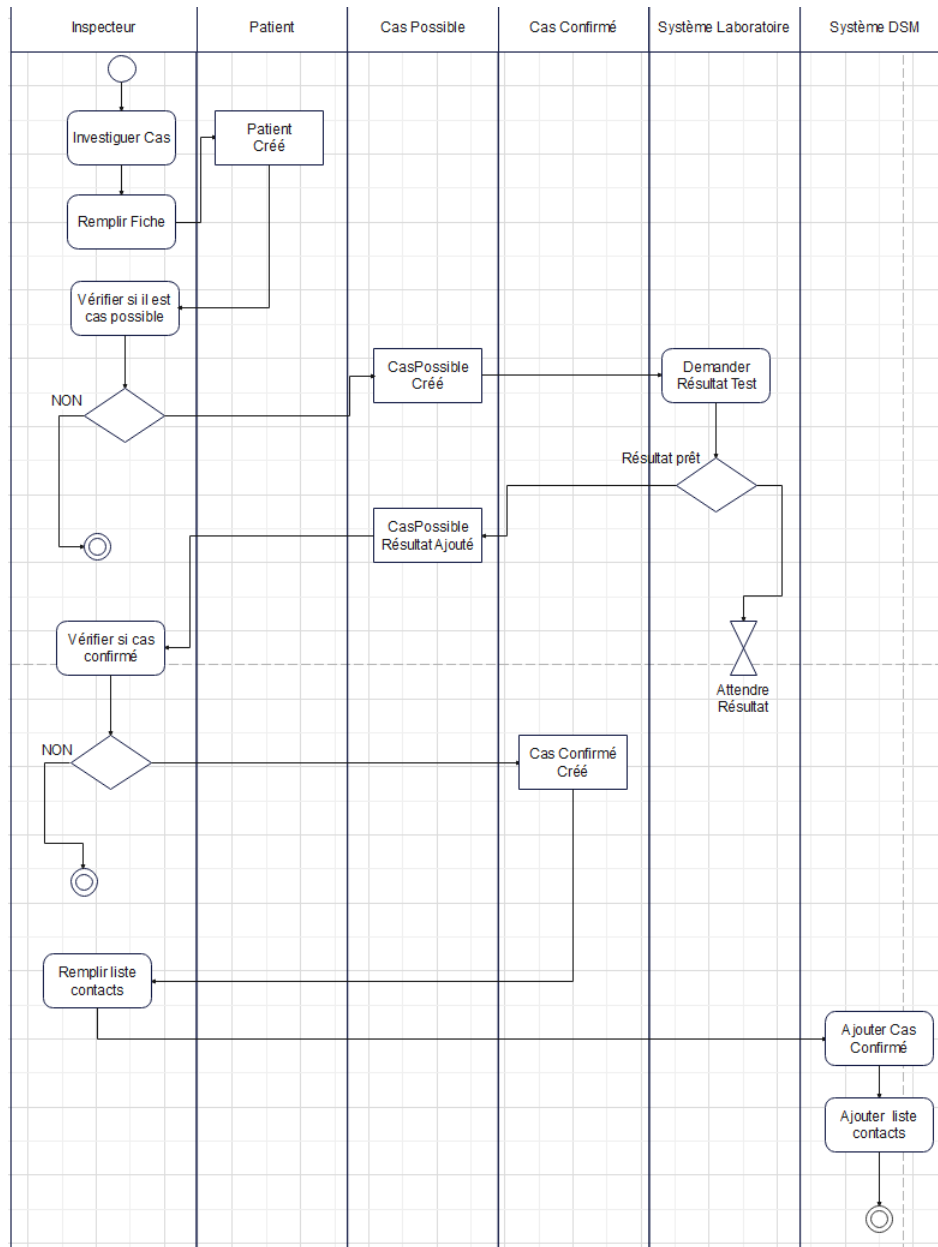 Inspecteur
Patient
Cas Possible
Cas Confirmé
Système Laboratoire
Système DSM
Investiguer Cas
Patient
Créé
Remplir Fiche
Vérifier si il est
cas possible
NON
CasPossible
Créé
Demander
Résultat Test
Résultat prêt
CasPossible
Résultat Ajouté
Vérifier si cas
confirmé
Attendre
Résultat
NON
Cas Confirmé
Créé
Remplir liste
contacts
Ajouter Cas
Confirmé
Ajouter liste
contacts